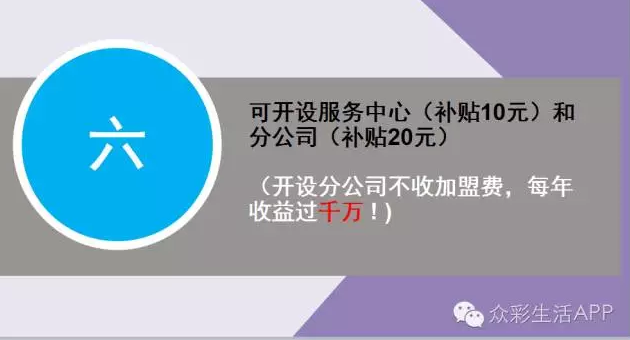 六
可开设服务中心（补贴10元）和
分公司（补贴20元）
（开设分公司不收加盟费，每年
收益过千万！）
众彩生活APP